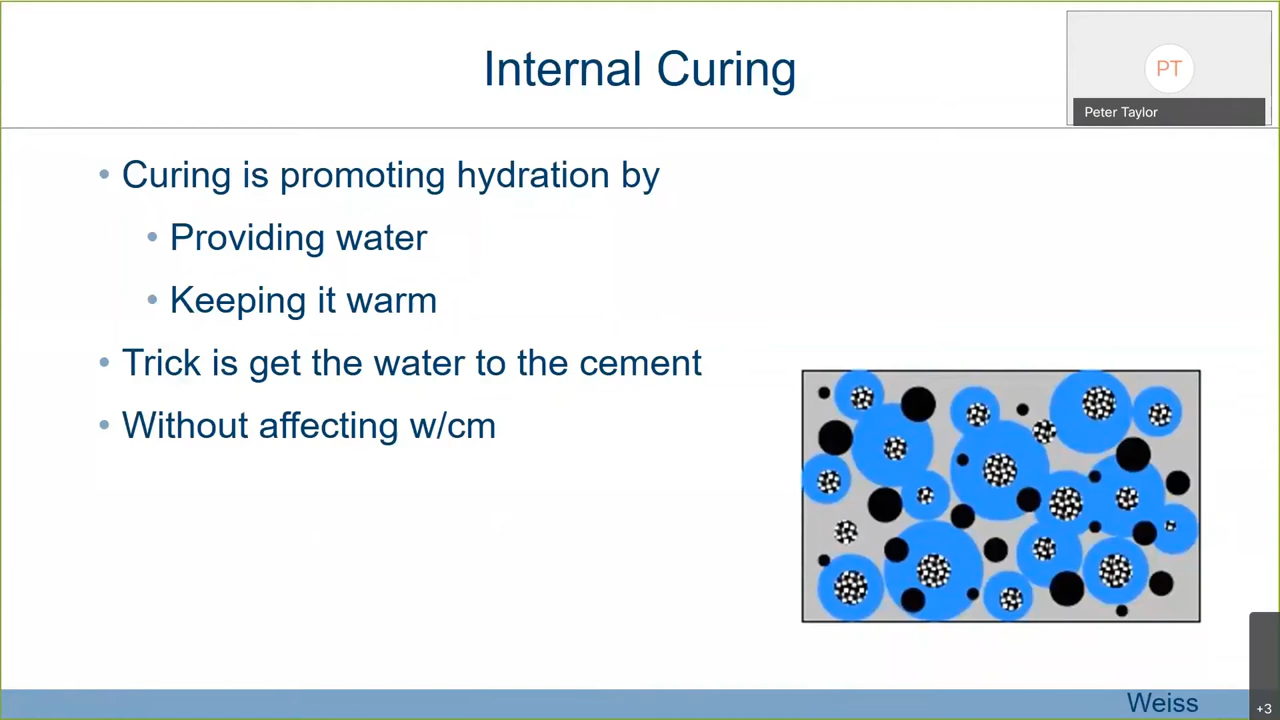 Internal Curing
PT
Peter Taylor
• Curing is promoting hydration by
• Providing water
• Keeping it warm
• Trick is get the water to the cement
• Without affecting w/cm
Weiss
+3